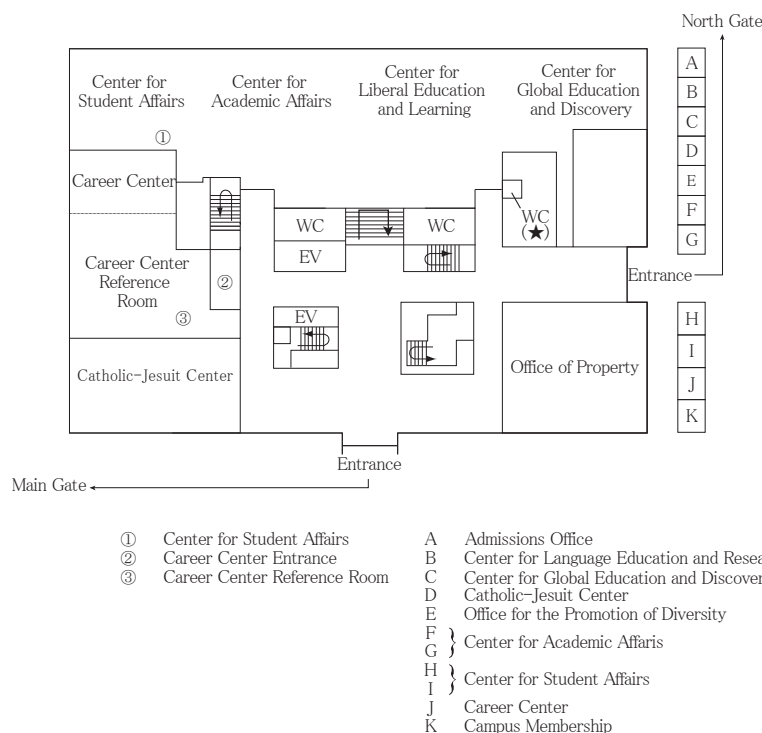 North Gate
Center for
Student Affairs
Center for
Academic Affairs
Center for
Liberal Education
and Learning
Center for
Global Education
and Discovery
A
B
C
D
E
F
G
①
Career Center
WC
WC
WC
(★)
EV
Career Center
Reference
Room
②
③
Entrance
EV
H
I
J
K
Catholic-Jesuit Center
Office of Property
Entrance
Main Gate
① Center for Student Affairs
② Career Center Entrance
③ Career Center Reference Room
A Admissions Office
B Center for Language Education and Resea
C Center for Global Education and Discover
D Catholic-Jesuit Center
E Office for the Promotion of Diversity
F
G } Center for Academic Affaris
H
I } Center for Student Affairs
J Career Center
K Campus Membership